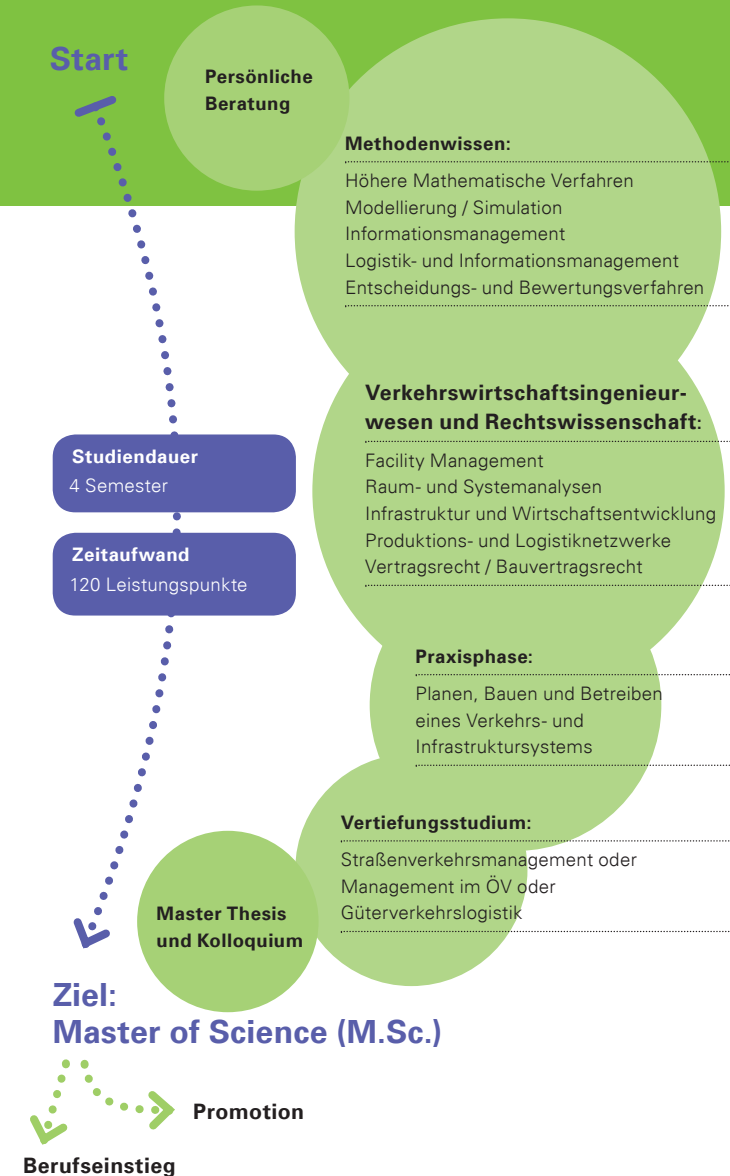 Start
Persönliche
Beratung
Methodenwissen:
Höhere Mathematische Verfahren
Modellierung / Simulation
Informationsmanagement
Logistik- und Informationsmanagement
Entscheidungs- und Bewertungsverfahren
Verkehrswirtschaftsingenieur-
wesen und Rechtswissenschaft:
Facility Management
Raum- und Systemanalysen
Infrastruktur und Wirtschaftsentwicklung
Produktions- und Logistiknetzwerke
Vertragsrecht / Bauvertragsrecht
Studiendauer
4 Semester
Zeitaufwand
120 Leistungspunkte
Praxisphase:
Planen, Bauen und Betreiben
eines Verkehrs- und
Infrastruktursystems
Vertiefungsstudium:
Straßenverkehrsmanagement oder
Management im ÖV oder
Güterverkehrslogistik
Master Thesis
und Kolloquium
Ziel:
Master of Science (M.Sc.)
Promotion
Berufseinstieg